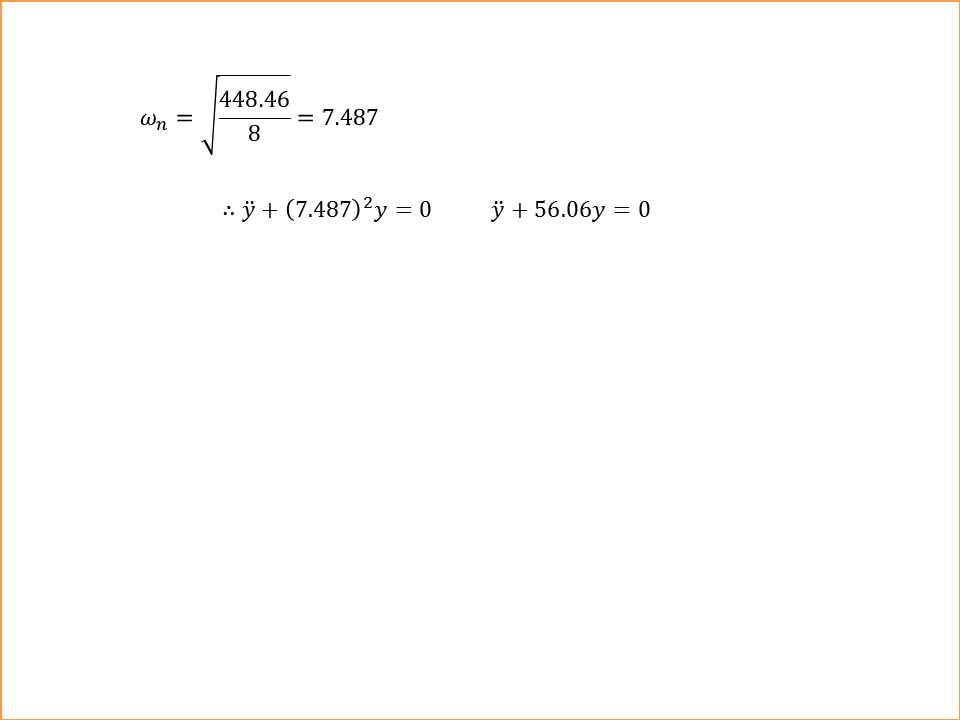 𝜔ₙ = √(448.46/8) = 7.487
∴ ÿ + (7.487)²y = 0 ÿ + 56.06y = 0